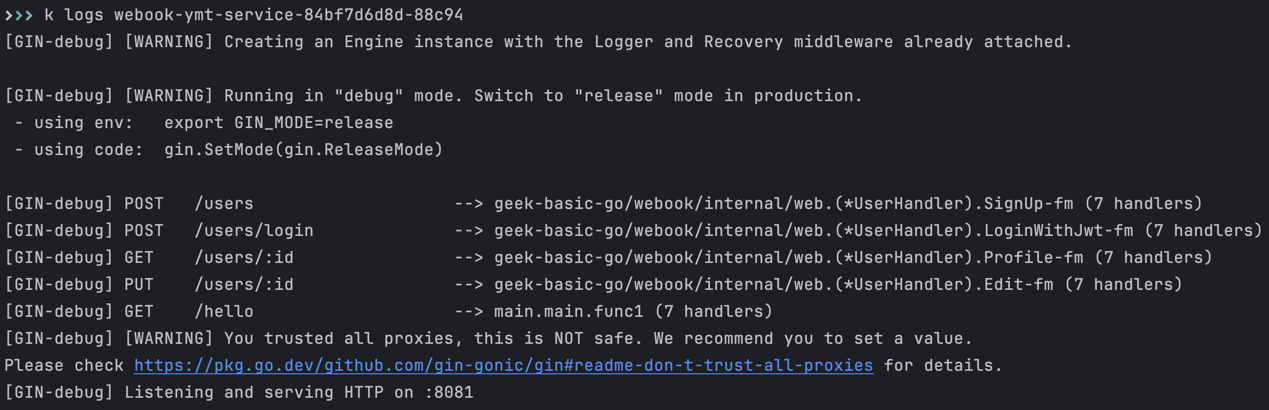 >>> k logs webook-ymt-service-84bf7d6d8d-88c94
[GIN-debug] [WARNING] Creating an Engine instance with the Logger and Recovery middleware already attached.
[GIN-debug] [WARNING] Running in "debug" mode. Switch to "release" mode in production.
- using env: export GIN_MODE=release
- using code: gin.SetMode(gin.ReleaseMode)
[GIN-debug] POST /users --> geek-basic-go/webook/internal/web.(*UserHandler).SignUp-fm (7 handlers)
[GIN-debug] POST /users/login --> geek-basic-go/webook/internal/web.(*UserHandler).LoginWithJwt-fm (7 handlers)
[GIN-debug] GET /users/:id --> geek-basic-go/webook/internal/web.(*UserHandler).Profile-fm (7 handlers)
[GIN-debug] PUT /users/:id --> geek-basic-go/webook/internal/web.(*UserHandler).Edit-fm (7 handlers)
[GIN-debug] GET /hello --> main.main.func1 (7 handlers)
[GIN-debug] [WARNING] You trusted all proxies, this is NOT safe. We recommend you to set a value.
Please check https://pkg.go.dev/github.com/gin-gonic/gin#readme-don-t-trust-all-proxies for details.
[GIN-debug] Listening and serving HTTP on :8081